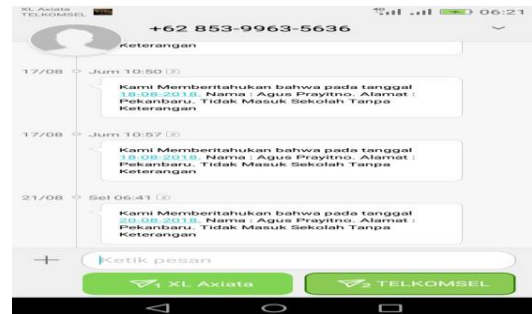 XL Axiata
TELKOMSEL
4G 06:21
+62 853-9963-5636
Keterangan
17/08 Jum 10:50 2
Kami Memberitahukan bahwa pada tanggal
18-08-2018. Nama : Agus Prayitno. Alamat :
Pekanbaru. Tidak Masuk Sekolah Tanpa
Keterangan
17/08 Jum 10:57 2
Kami Memberitahukan bahwa pada tanggal
18-08-2018. Nama : Agus Prayitno. Alamat :
Pekanbaru. Tidak Masuk Sekolah Tanpa
Keterangan
21/08 Sel 06:41 2
Kami Memberitahukan bahwa pada tanggal
20-08-2018. Nama : Agus Prayitno. Alamat :
Pekanbaru. Tidak Masuk Sekolah Tanpa
Keterangan
Ketik pesan
1 XL Axiata
2 TELKOMSEL